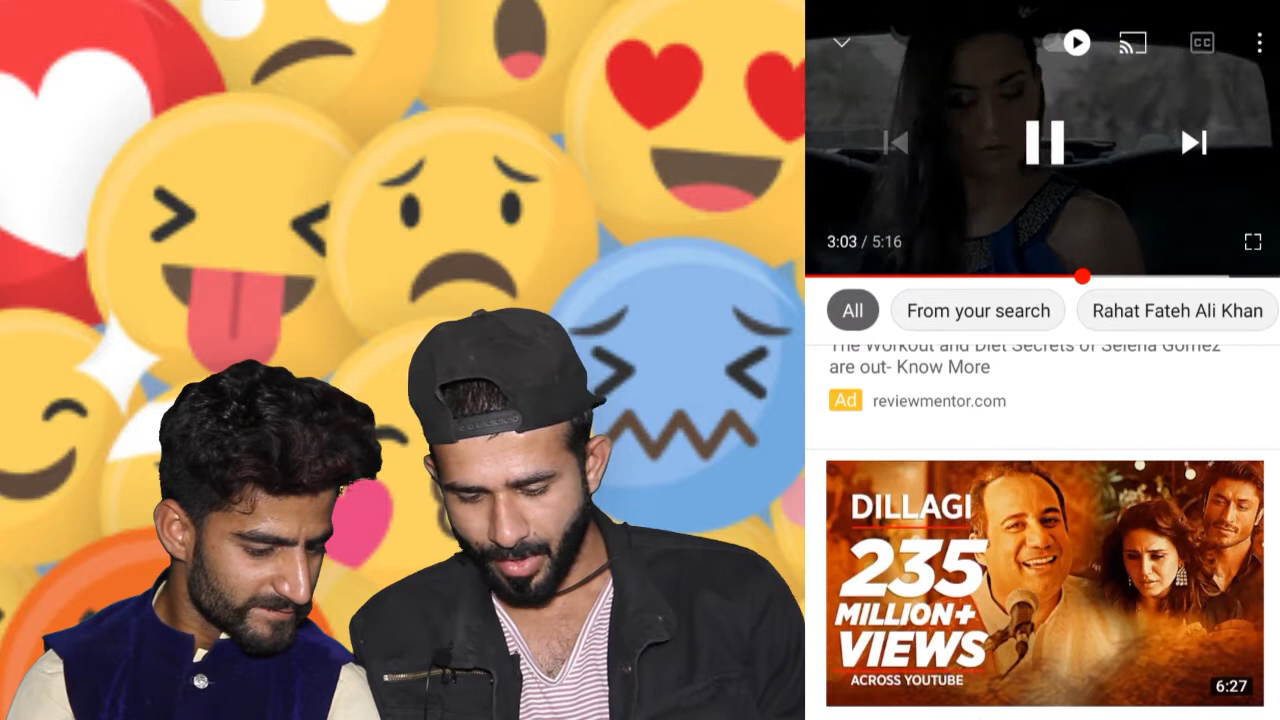 CC
3:03 / 5:16
All
From your search
Rahat Fateh Ali Khan
The Workout and Diet Secrets of Selena Gomez
are out- Know More
Ad
reviewmentor.com
DILLAGI
235
MILLION+
VIEWS
ACROSS YOUTUBE
6:27